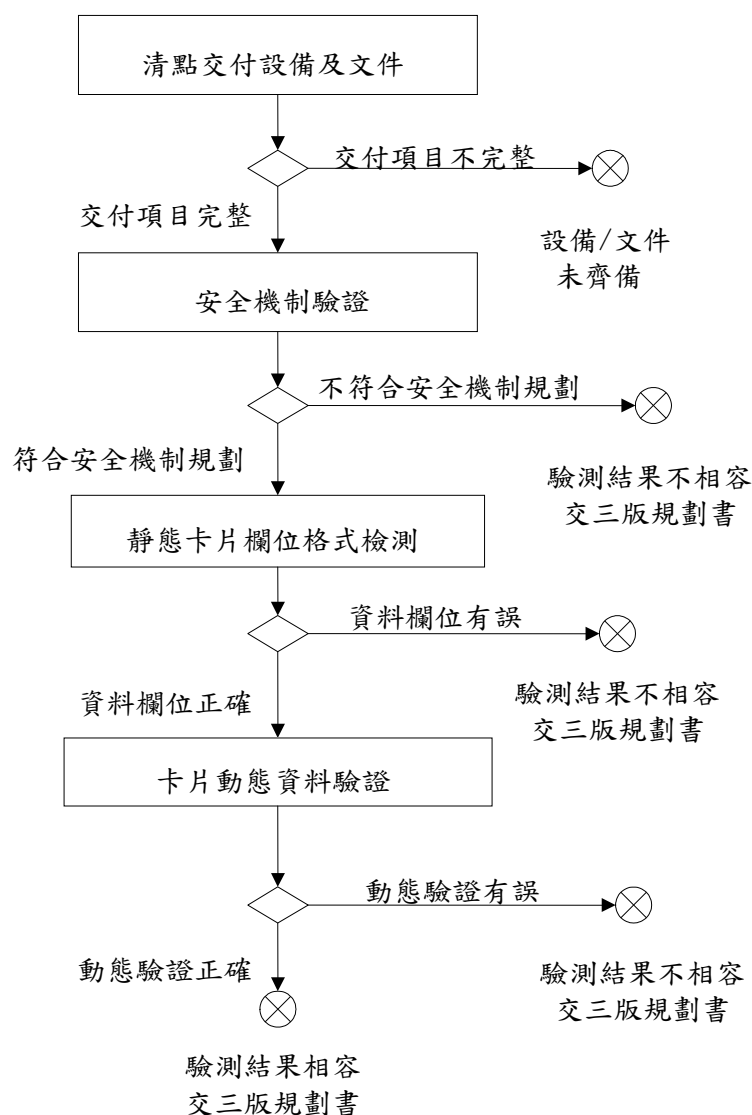 清點交付設備及文件
交付項目不完整
交付項目完整
設備/文件
未齊備
安全機制驗證
不符合安全機制規劃
符合安全機制規劃
驗測結果不相容
交三版規劃書
靜態卡片欄位格式檢測
資料欄位有誤
資料欄位正確
驗測結果不相容
交三版規劃書
卡片動態資料驗證
動態驗證有誤
動態驗證正確
驗測結果不相容
交三版規劃書
驗測結果相容
交三版規劃書